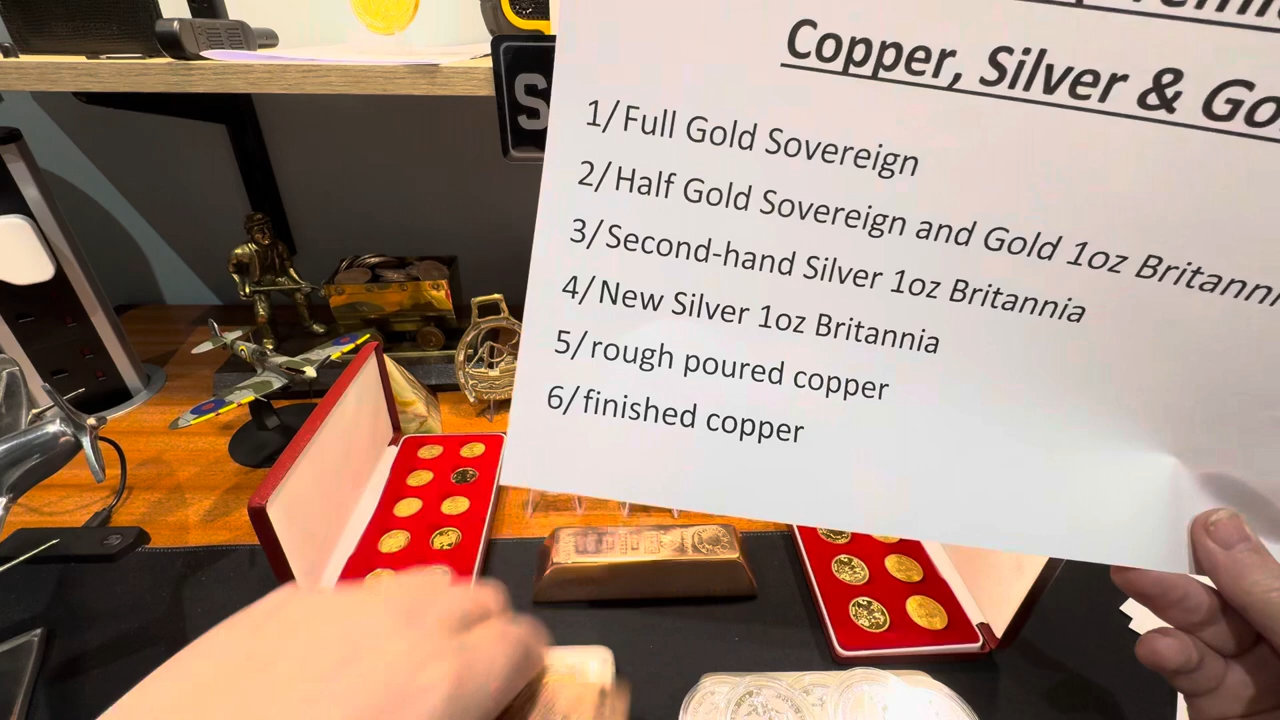 Copper, Silver & Go
1/Full Gold Sovereign
2/Half Gold Sovereign and Gold 1oz Britanni
3/Second-hand Silver 1oz Britannia
4/New Silver 1oz Britannia
5/rough poured copper
6/finished copper
S